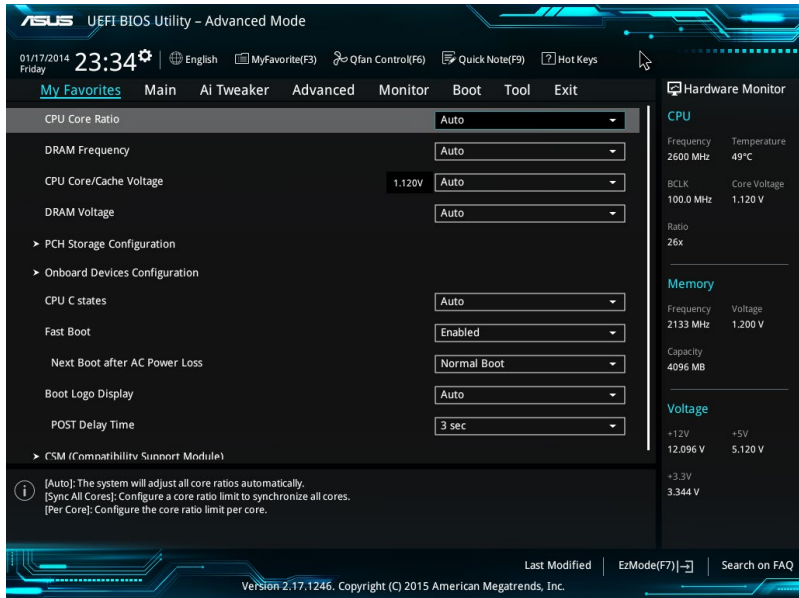 ASUS UEFI BIOS Utility – Advanced Mode
01/17/2014
Friday
23:34
English
MyFavorite(F3)
Qfan Control(F6)
Quick Note(F9)
? Hot Keys
My Favorites
Main
Ai Tweaker
Advanced
Monitor
Boot
Tool
Exit
CPU Core Ratio
Auto
DRAM Frequency
Auto
CPU Core/Cache Voltage
1.120V
Auto
DRAM Voltage
Auto
> PCH Storage Configuration
> Onboard Devices Configuration
CPU C states
Auto
Fast Boot
Enabled
Next Boot after AC Power Loss
Normal Boot
Boot Logo Display
Auto
POST Delay Time
3 sec
> CSM (Compatibility Support Module)
[Auto]: The system will adjust all core ratios automatically.
[Sync All Cores]: Configure a core ratio limit to synchronize all cores.
[Per Core]: Configure the core ratio limit per core.
Hardware Monitor
CPU
Frequency Temperature
2600 MHz 49°C
BCLK Core Voltage
100.0 MHz 1.120 V
Ratio
26x
Memory
Frequency Voltage
2133 MHz 1.200 V
Capacity
4096 MB
Voltage
+12V +5V
12.096 V 5.120 V
+3.3V
3.344 V
Last Modified
EzMode(F7)
Search on FAQ
Version 2.17.1246. Copyright (C) 2015 American Megatrends, Inc.